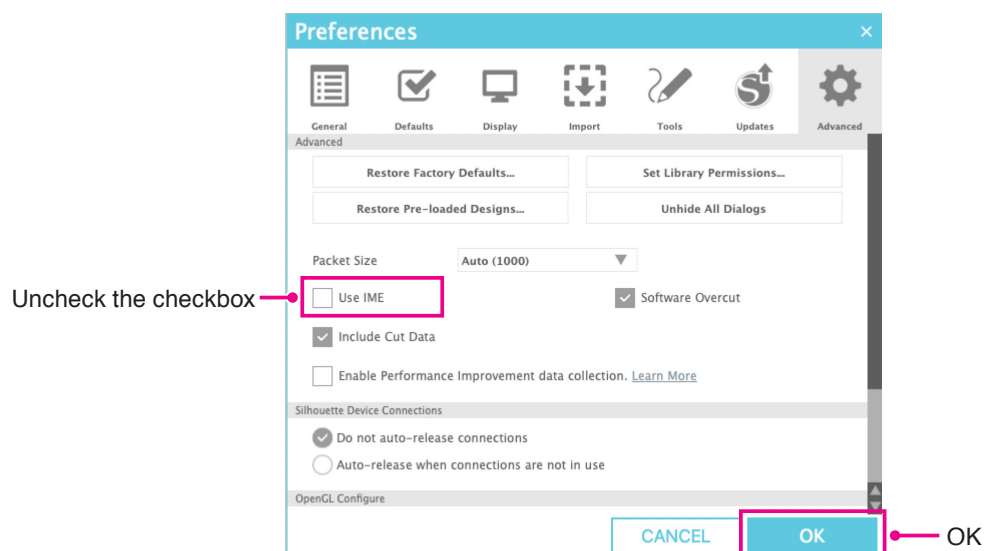 Preferences
General Defaults Display Import Tools Updates Advanced
Advanced
Restore Factory Defaults... Set Library Permissions...
Restore Pre-loaded Designs... Unhide All Dialogs
Packet Size Auto (1000)
Uncheck the checkbox Use IME Software Overcut
Include Cut Data
Enable Performance Improvement data collection. Learn More
Silhouette Device Connections
Do not auto-release connections
Auto-release when connections are not in use
OpenGL Configure
CANCEL OK OK